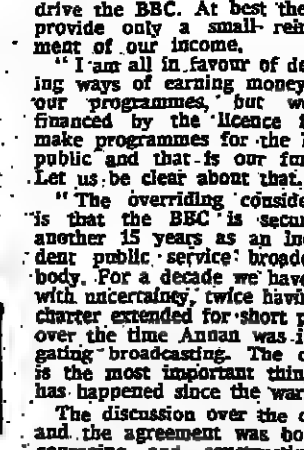 drive the BBC. At best the
provide only a small rei
ment of our income.
"I am all in favour of de
ing ways of earning money
our programmes, but w
financed by the licence f
make programmes for the
public and that is our fu
Let us be clear about that.
"The overriding conside
is that the BBC is secu
another 15 years as an in
dent public service broad
body. For a decade we have
with uncertainty, twice havi
charter extended for short p
over the time Annan was i
gating broadcasting. The c
is the most important thin
has happened since the war
The discussion over the c
and the agreement was bo